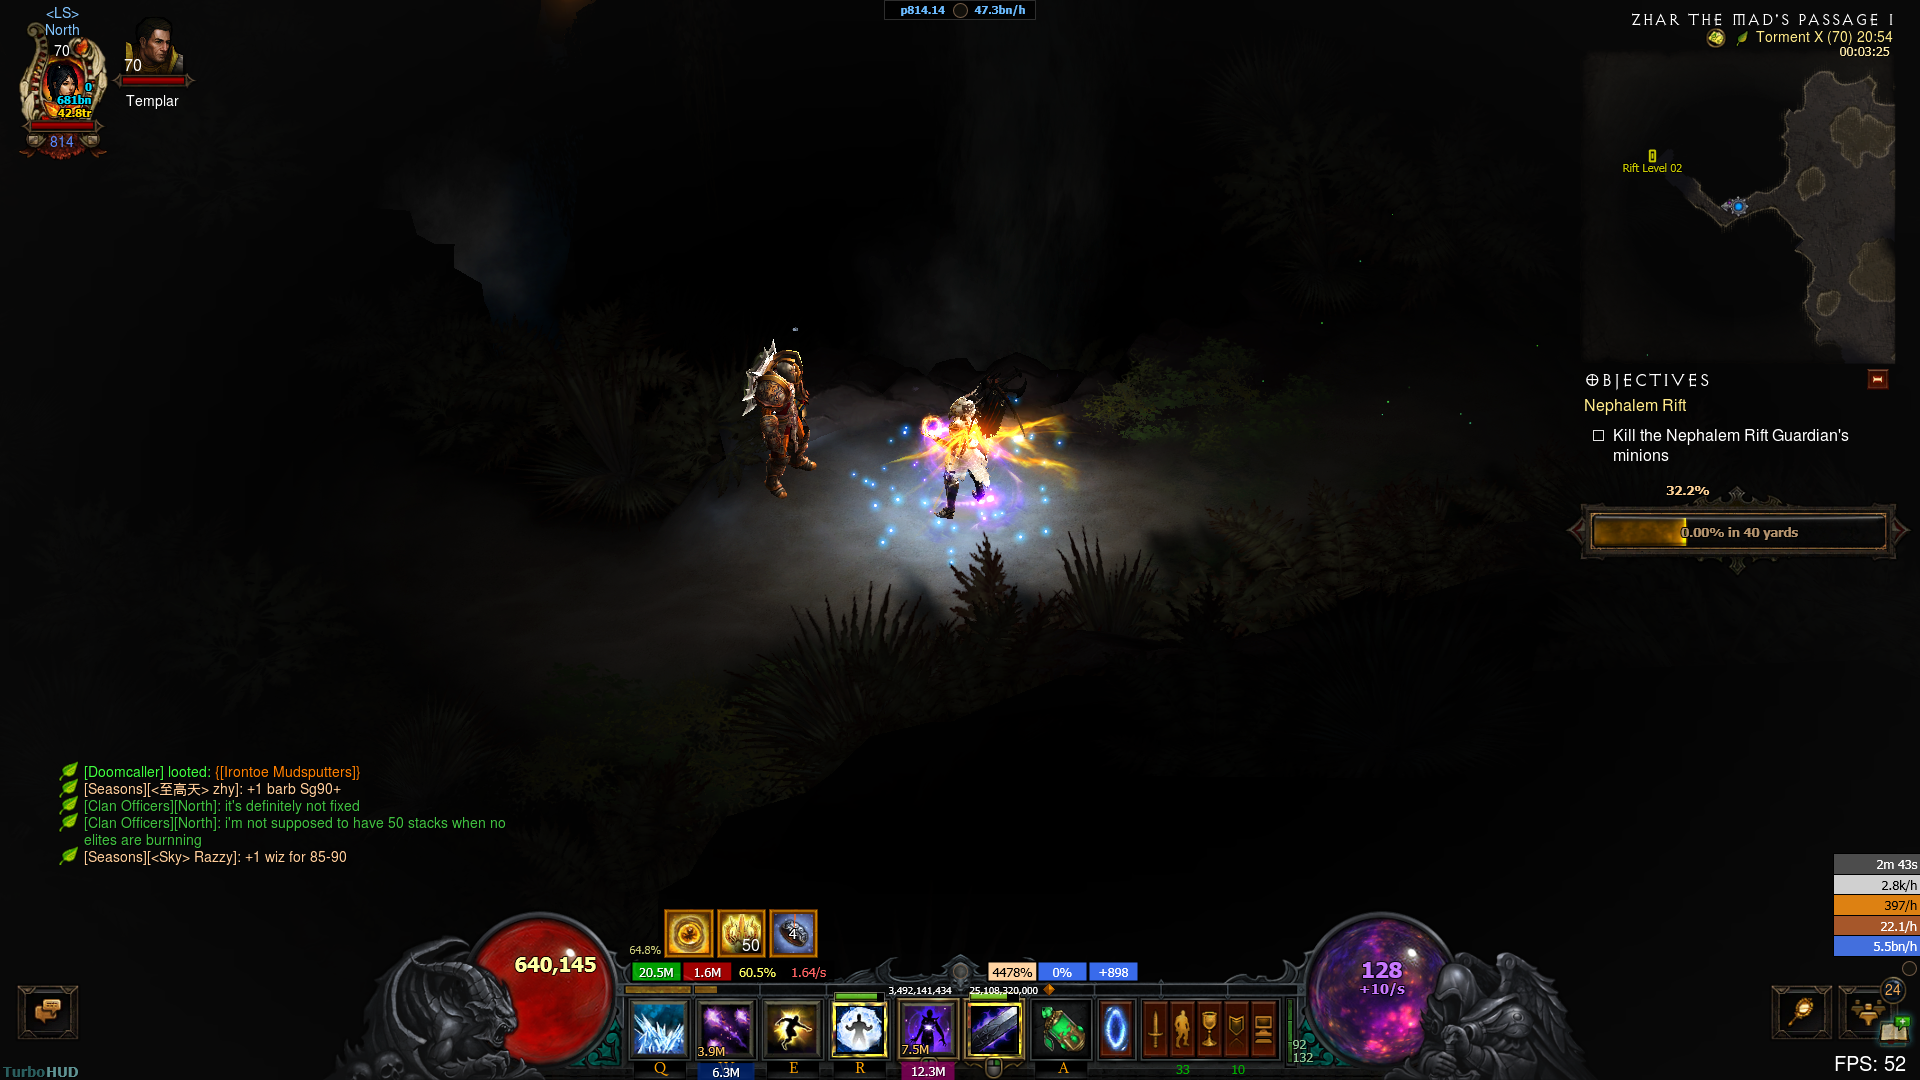 <LS>
North
70
0
681bn
42.8tr
814
70
Templar
p814.14
47.3bn/h
ZHAR THE MAD'S PASSAGE I
Torment X (70) 20:54
00:03:25
Rift Level 02
OBJECTIVES
Nephalem Rift
Kill the Nephalem Rift Guardian's
minions
32.2%
0.00% in 40 yards
[Doomcaller] looted: {[Irontoe Mudsputters]}
[Seasons][<至高天> zhy]: +1 barb Sg90+
[Clan Officers][North]: it's definitely not fixed
[Clan Officers][North]: i'm not supposed to have 50 stacks when no
elites are burnning
[Seasons][<Sky> Razzy]: +1 wiz for 85-90
2m 43s
2.8k/h
397/h
22.1/h
5.5bn/h
64.8%
50
4
640,145
20.5M
1.6M
60.5%
1.64/s
4478%
0%
+898
128
+10/s
3,492,141,434
25,108,320,000
3.9M
7.5M
Q
6.3M
E
R
12.3M
A
33
10
92
132
24
FPS: 52
TurboHUD